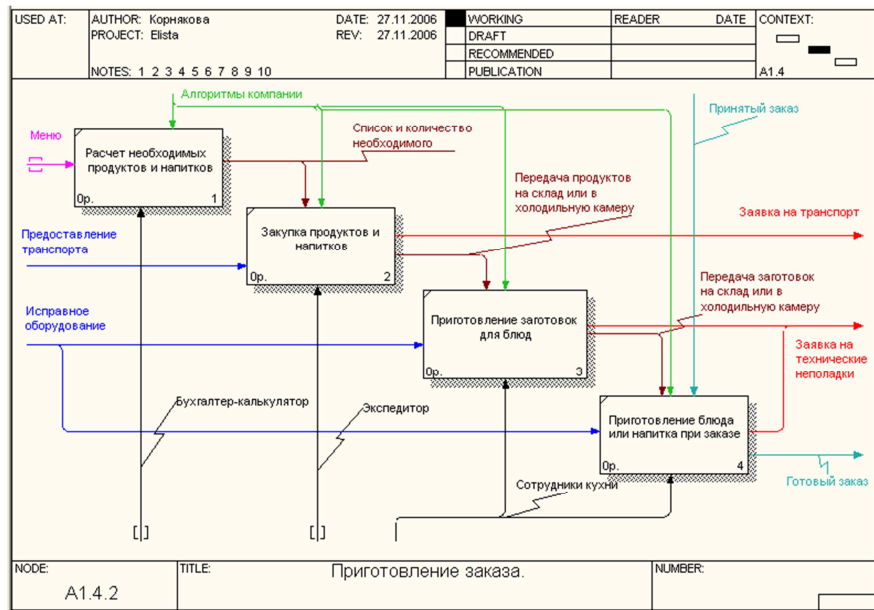 USED AT:
AUTHOR: Корнякова
DATE: 27.11.2006
PROJECT: Elista
REV: 27.11.2006
NOTES: 1 2 3 4 5 6 7 8 9 10
WORKING
DRAFT
RECOMMENDED
PUBLICATION
READER
DATE
CONTEXT:
A1.4
Алгоритмы компании
Принятый заказ
Меню
Расчет необходимых
продуктов и напитков
0р.
1
Список и количество
необходимого
Передача продуктов
на склад или в
холодильную камеру
Заявка на транспорт
Предоставление
транспорта
Закупка продуктов и
напитков
0р.
2
Передача заготовок
на склад или в
холодильную камеру
Исправное
оборудование
Приготовление заготовок
для блюд
0р.
3
Заявка на
технические
неполадки
Бухгалтер-калькулятор
Экспедитор
Приготовление блюда
или напитка при заказе
0р.
4
Сотрудники кухни
Готовый заказ
NODE:
A1.4.2
TITLE:
Приготовление заказа.
NUMBER: